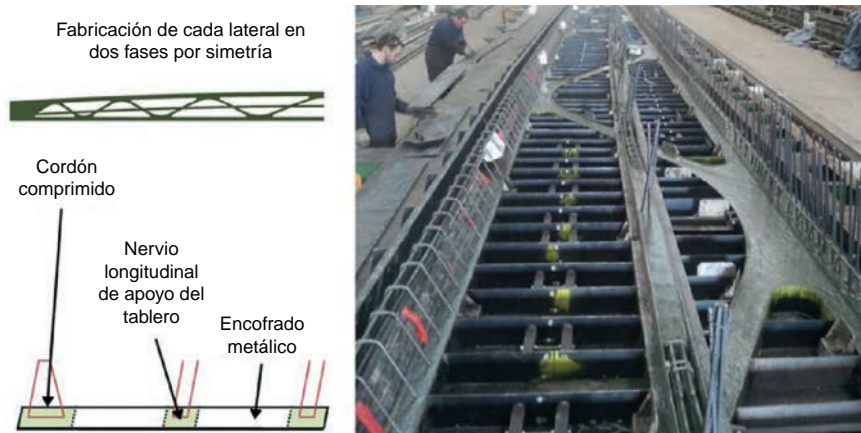 Fabricación de cada lateral en
dos fases por simetría
Cordón
comprimido
Nervio
longitudinal
de apoyo del
tablero
Encofrado
metálico